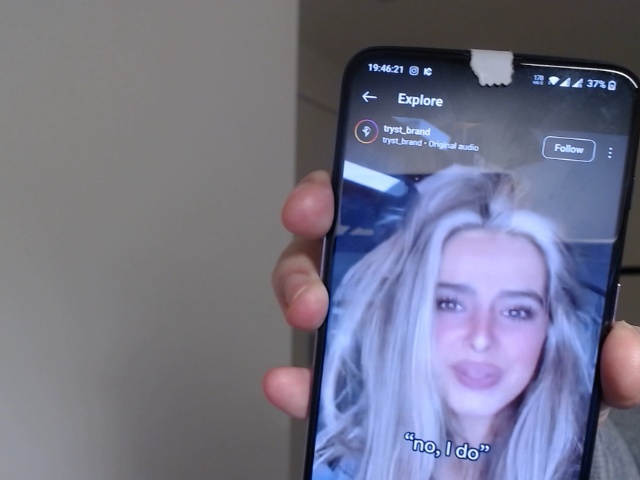 19:46:21 37%
Explore
tryst_brand
tryst_brand • Original audio
Follow
“no, I do”